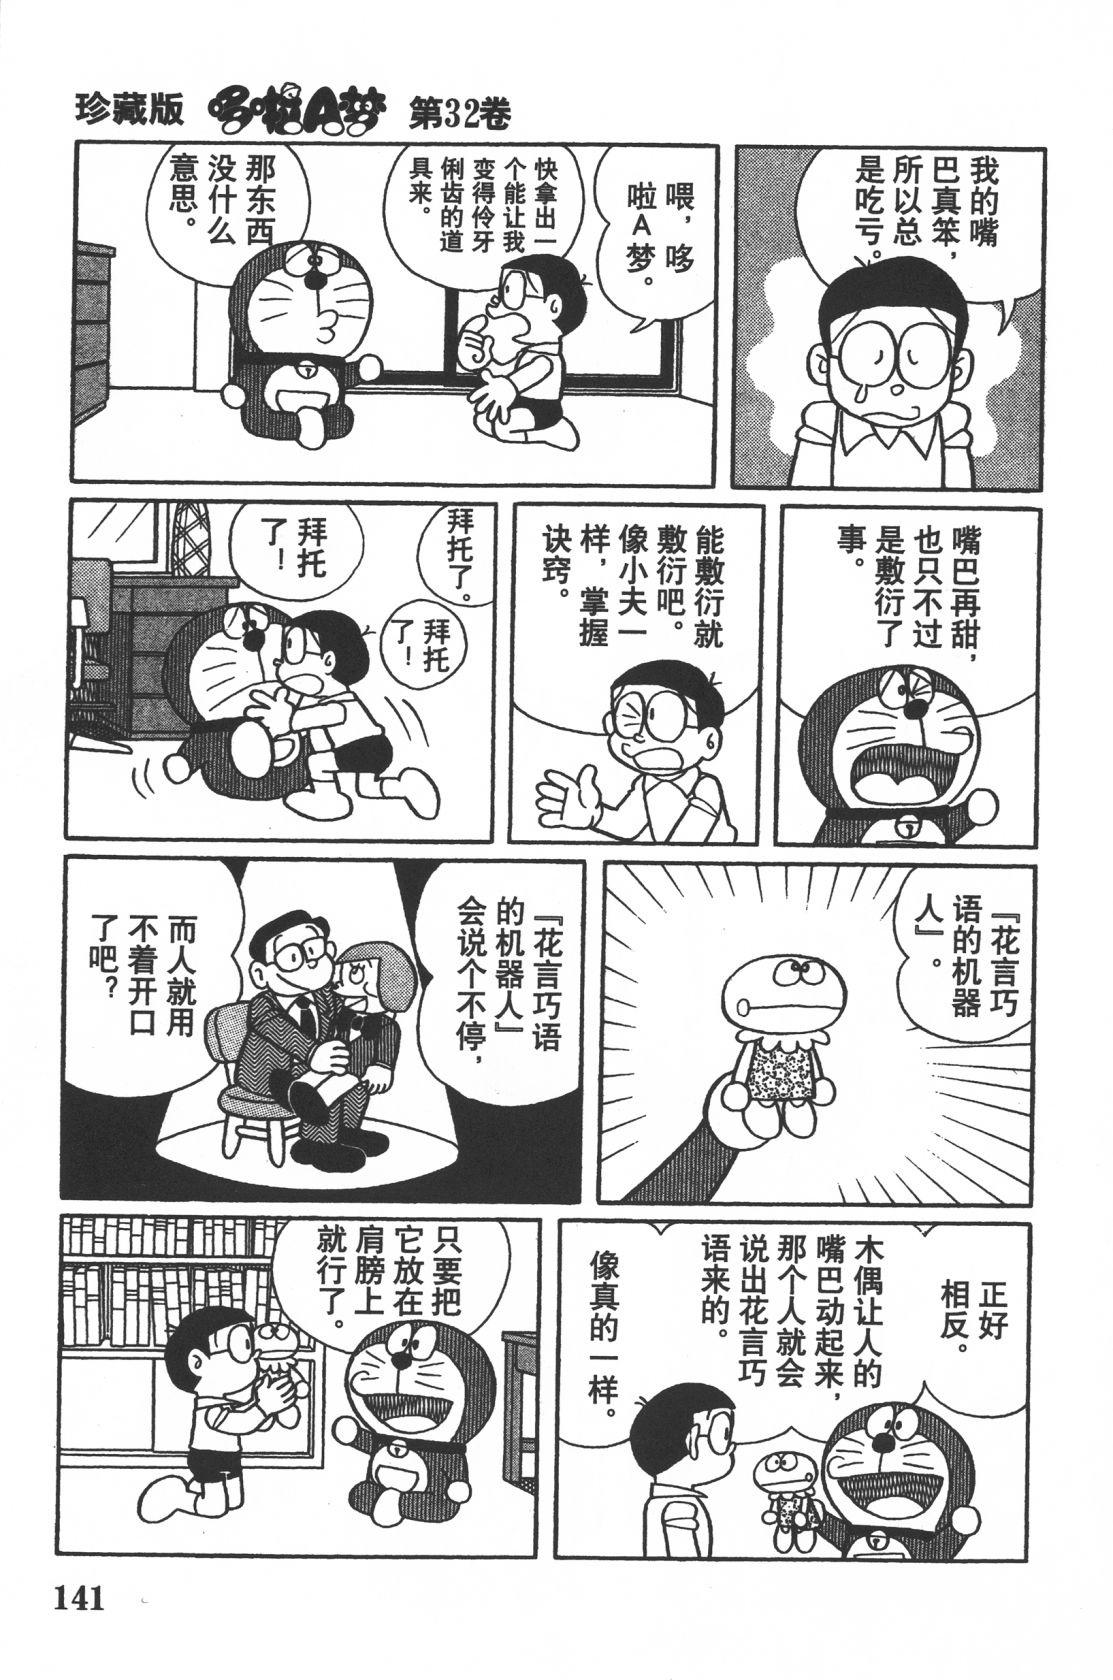 珍藏版 哆啦A梦 第32卷
我的嘴
巴真笨，
所以总
是吃亏。
喂，哆
啦A梦。
快拿出一
个能让我
变得伶牙
俐齿的道
具来。
那东西
没什么
意思。
嘴巴再甜，
也只不过
是敷衍了
事。
能敷衍就
敷衍吧。
像小夫一
样，掌握
诀窍。
拜托了。
拜托
了！
拜托
了！
『花言巧
语的机器
人』。
『花言巧语
的机器人』
会说个不停，
而人就用
不着开口
了吧？
正好
相反。
木偶让人的
嘴巴动起来，
那个人就会
说出花言巧
语来的。
像真的一样。
只要把
它放在
肩膀上
就行了。
141